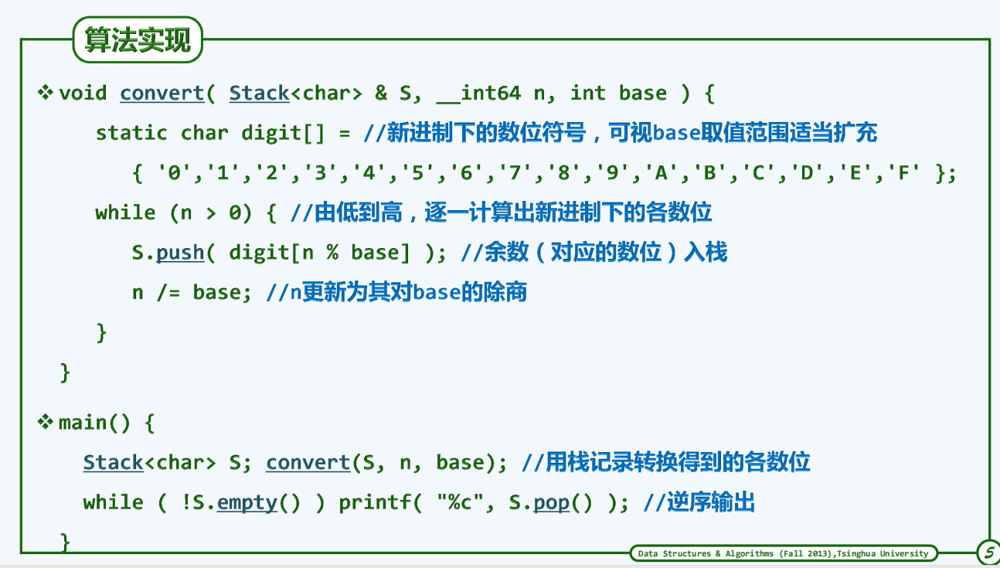 算法实现
❖void convert( Stack<char> & S, __int64 n, int base ) {
static char digit[] = //新进制下的数位符号，可视base取值范围适当扩充
{ '0','1','2','3','4','5','6','7','8','9','A','B','C','D','E','F' };
while (n > 0) { //由低到高，逐一计算出新进制下的各数位
S.push( digit[n % base] ); //余数（对应的数位）入栈
n /= base; //n更新为其对base的除商
}
}
❖main() {
Stack<char> S; convert(S, n, base); //用栈记录转换得到的各数位
while ( !S.empty() ) printf( "%c", S.pop() ); //逆序输出
}
Data Structures & Algorithms (Fall 2013),Tsinghua University
5